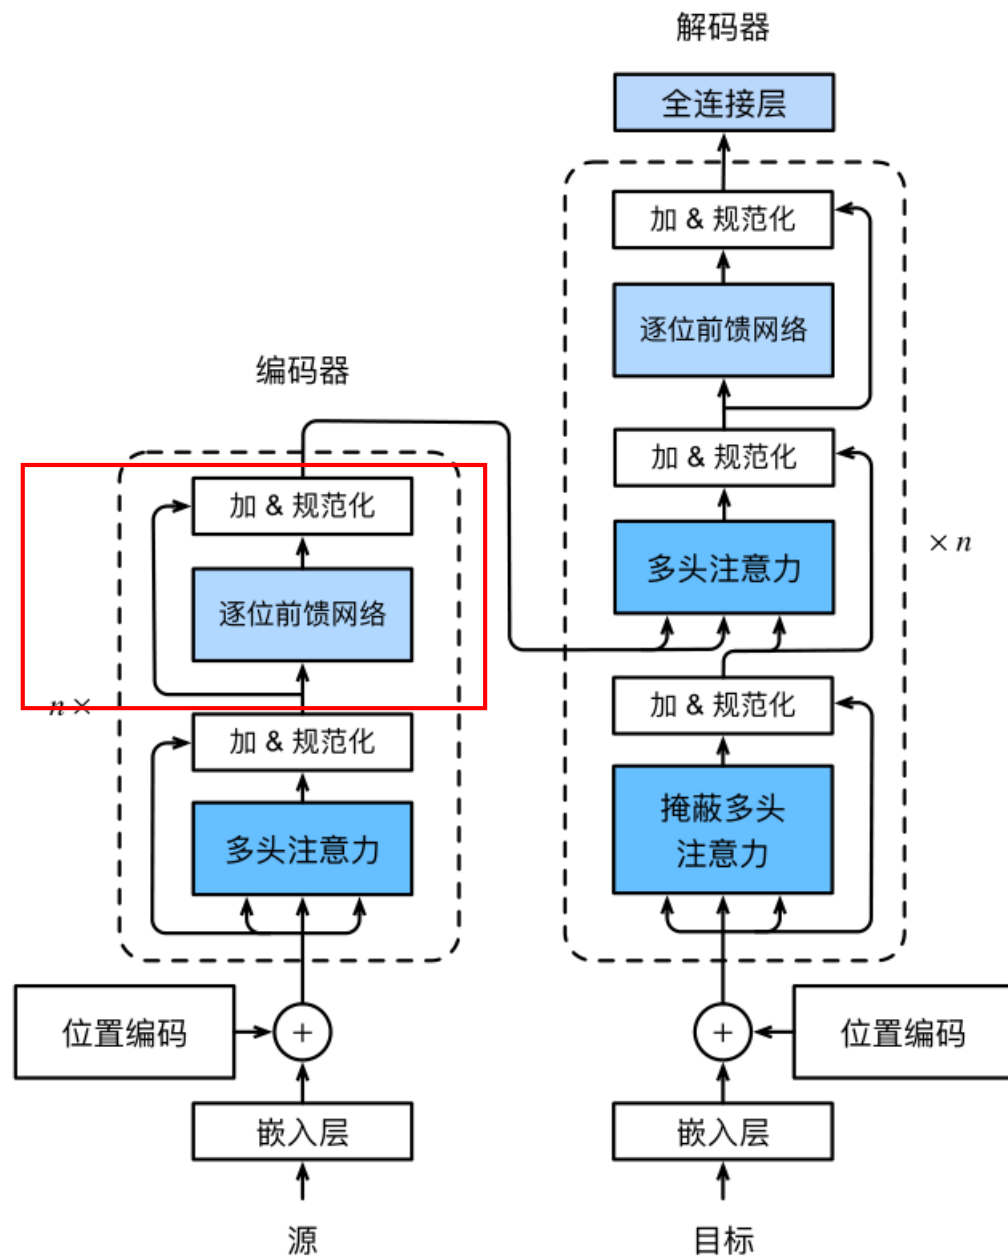 解码器
全连接层
加 & 规范化
逐位前馈网络
加 & 规范化
多头注意力
× n
加 & 规范化
掩蔽多头
注意力
+
位置编码
嵌入层
目标
编码器
加 & 规范化
逐位前馈网络
n ×
加 & 规范化
多头注意力
位置编码
+
嵌入层
源